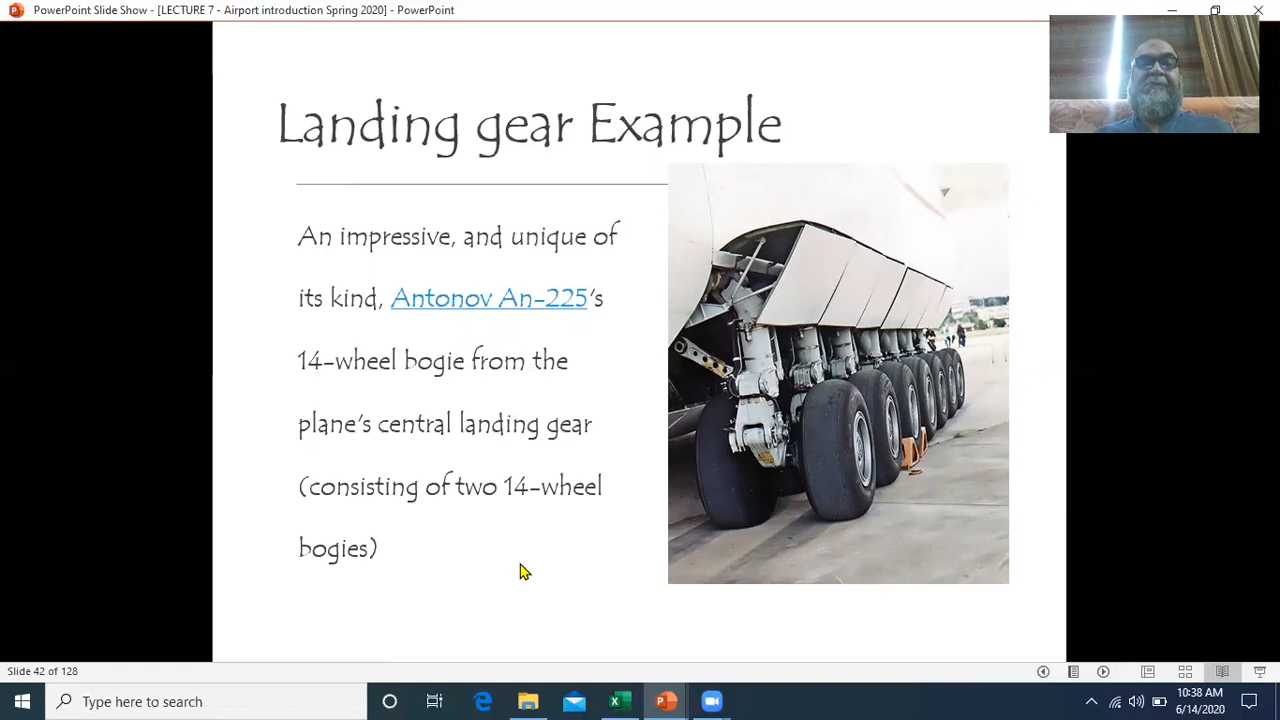 PowerPoint Slide Show - [LECTURE 7 - Airport introduction Spring 2020] - PowerPoint
Landing gear Example
An impressive, and unique of
its kind, Antonov An-225's
14-wheel bogie from the
plane's central landing gear
(consisting of two 14-wheel
bogies)
Slide 42 of 128
Type here to search
10:38 AM
6/14/2020